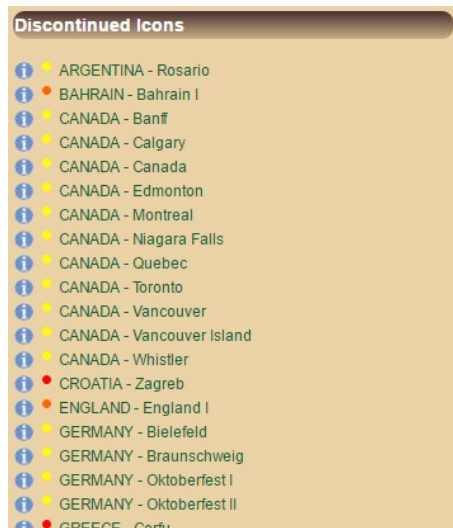 Discontinued Icons
ARGENTINA - Rosario
BAHRAIN - Bahrain I
CANADA - Banff
CANADA - Calgary
CANADA - Canada
CANADA - Edmonton
CANADA - Montreal
CANADA - Niagara Falls
CANADA - Quebec
CANADA - Toronto
CANADA - Vancouver
CANADA - Vancouver Island
CANADA - Whistler
CROATIA - Zagreb
ENGLAND - England I
GERMANY - Bielefeld
GERMANY - Braunschweig
GERMANY - Oktoberfest I
GERMANY - Oktoberfest II
GREECE - Corfu